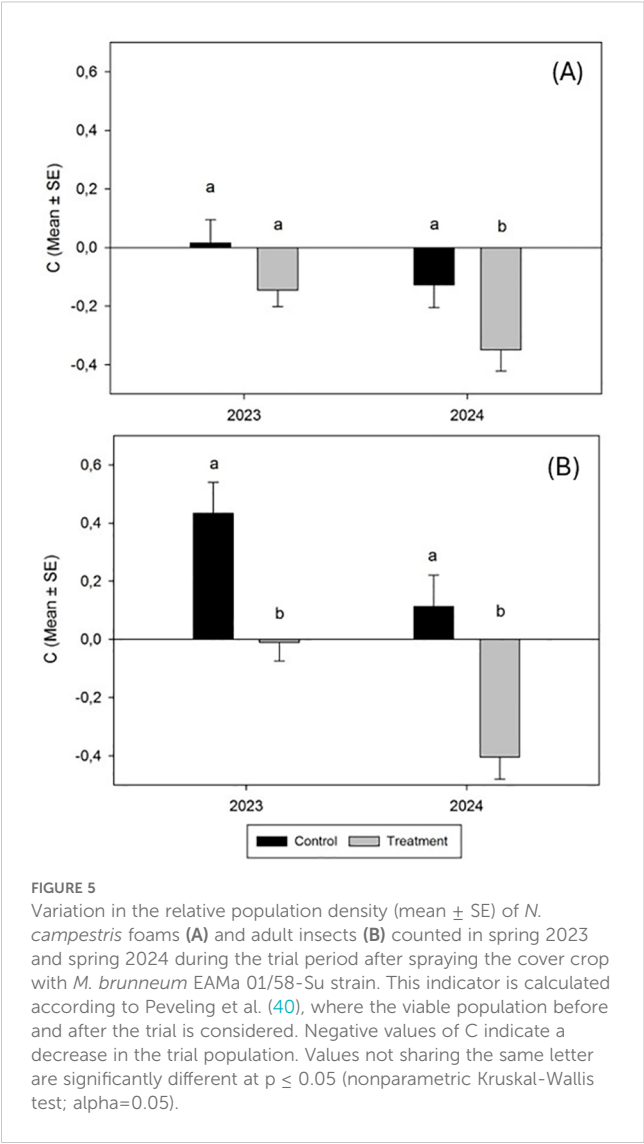 (A)
C (Mean ± SE)
0,6
0,4
0,2
0,0
-0,2
-0,4
a
a
a
b
2023
2024
(B)
C (Mean ± SE)
0,6
0,4
0,2
0,0
-0,2
-0,4
a
b
a
b
2023
2024
Control
Treatment
FIGURE 5
Variation in the relative population density (mean ± SE) of N.
campestris foams (A) and adult insects (B) counted in spring 2023
and spring 2024 during the trial period after spraying the cover crop
with M. brunneum EAMa 01/58-Su strain. This indicator is calculated
according to Peveling et al. (40), where the viable population before
and after the trial is considered. Negative values of C indicate a
decrease in the trial population. Values not sharing the same letter
are significantly different at p ≤ 0.05 (nonparametric Kruskal-Wallis
test; alpha=0.05).